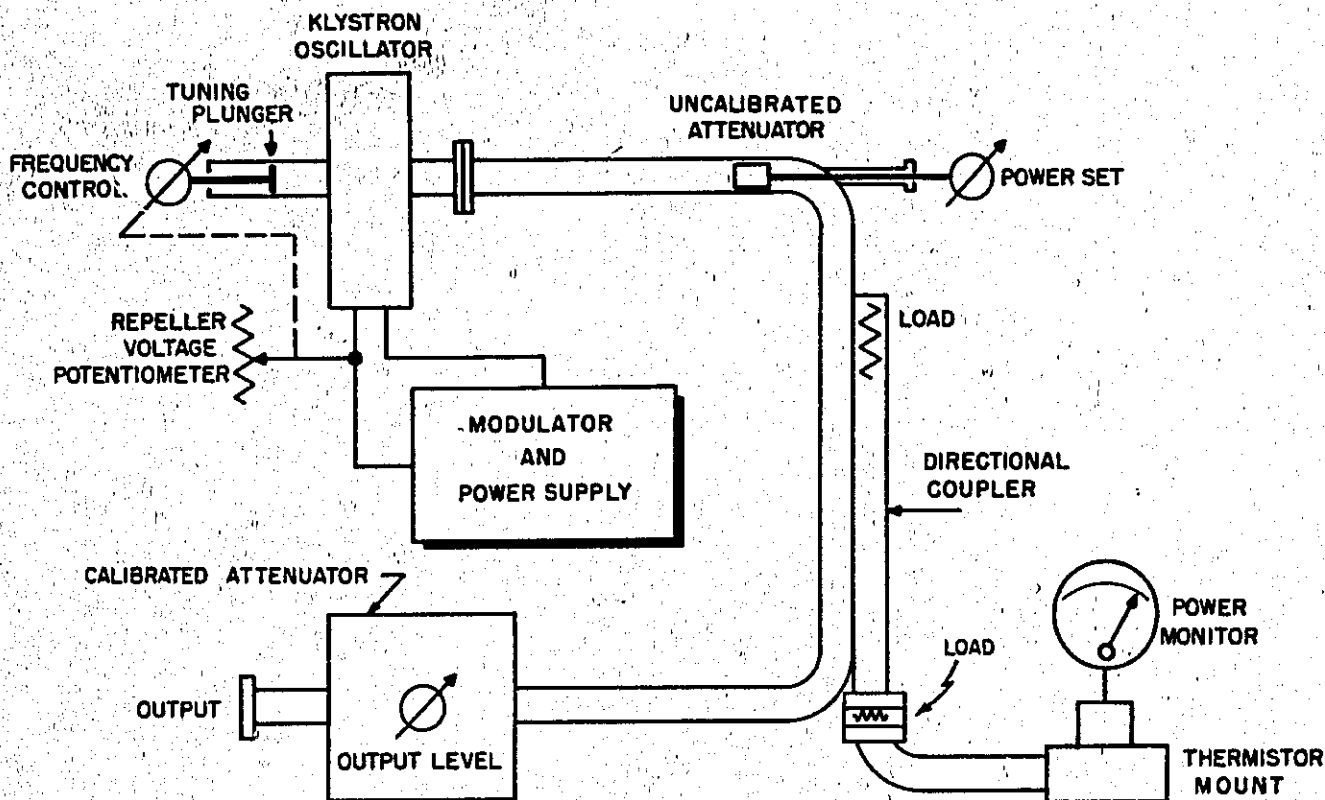 KLYSTRON
OSCILLATOR
TUNING
PLUNGER
UNCALIBRATED
ATTENUATOR
FREQUENCY
CONTROL.
POWER SET
REPELLER
VOLTAGE
POTENTIOMETER
LOAD
MODULATOR
AND
POWER SUPPLY
DIRECTIONAL
COUPLER
CALIBRATED ATTENUATOR
POWER
MONITOR
LOAD
OUTPUT
OUTPUT LEVEL
THERMISTOR
MOUNT